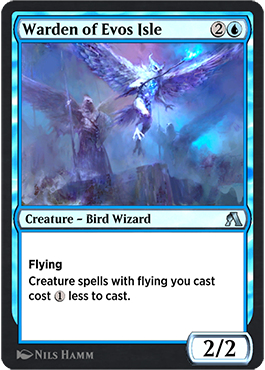 Warden of Evos Isle 2
Creature – Bird Wizard
Flying
Creature spells with flying you cast
cost 1 less to cast.
Nils Hamm
2/2